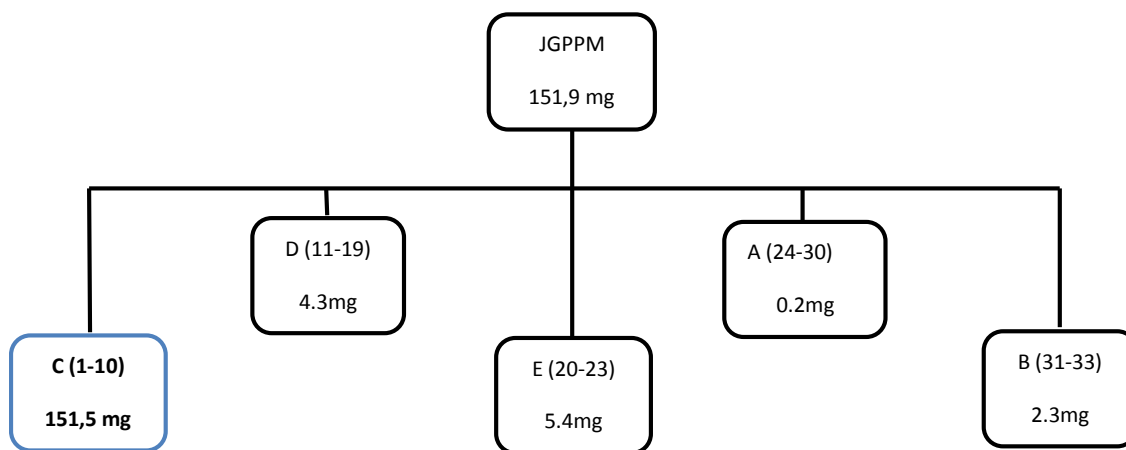 JGPPM
151,9 mg
D (11-19)
4.3mg
A (24-30)
0.2mg
C (1-10)
151,5 mg
E (20-23)
5.4mg
B (31-33)
2.3mg